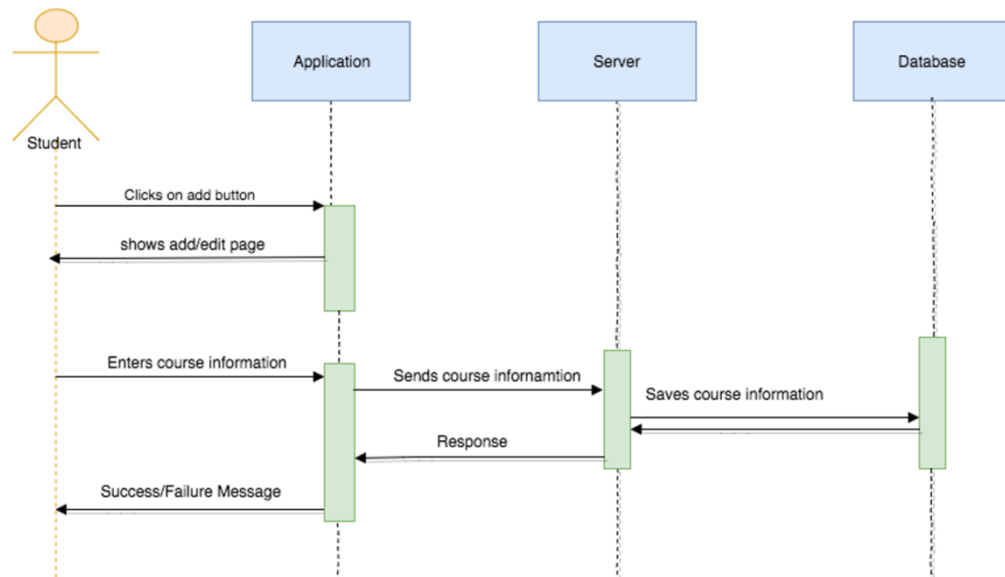 Application
Server
Database
Student
Clicks on add button
shows add/edit page
Enters course information
Sends course infornamtion
Saves course information
Response
Success/Failure Message